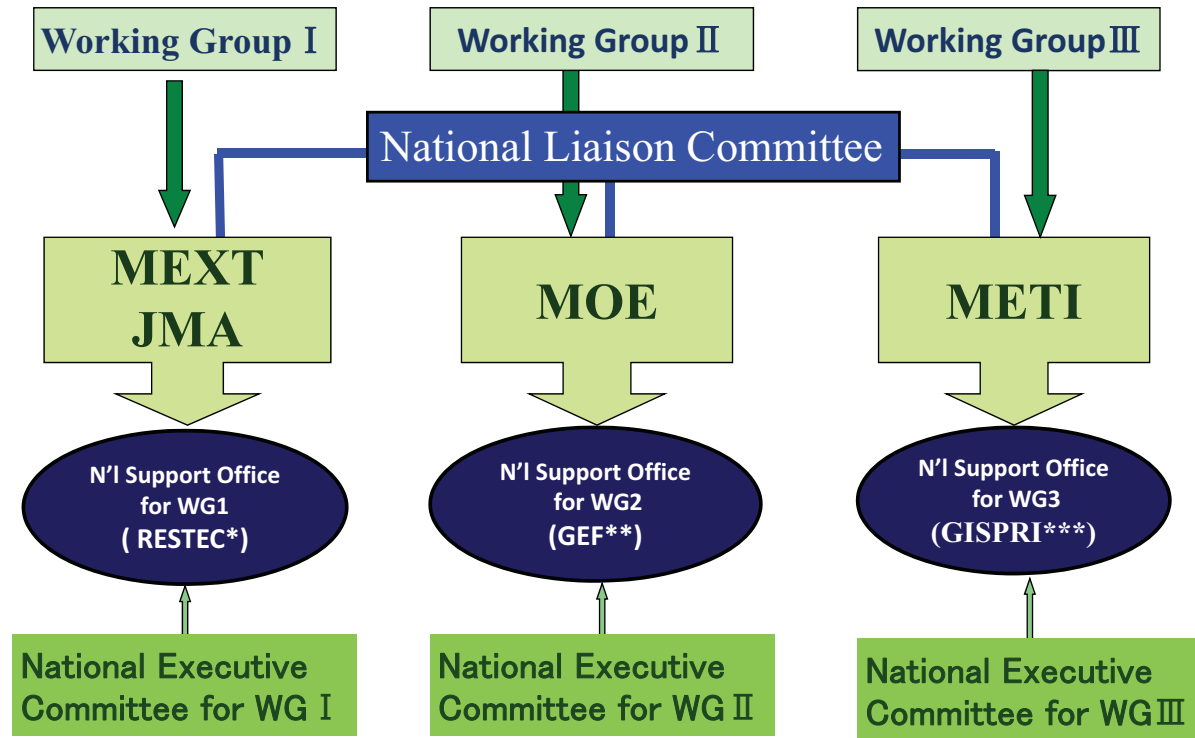 Working Group Ⅰ
Working Group Ⅱ
Working Group Ⅲ
National Liaison Committee
MEXT
JMA
MOE
METI
N'l Support Office
for WG1
( RESTEC*)
N'l Support Office
for WG2
(GEF**)
N'l Support Office
for WG3
(GISPRI***)
National Executive
Committee for WG Ⅰ
National Executive
Committee for WG Ⅱ
National Executive
Committee for WG Ⅲ